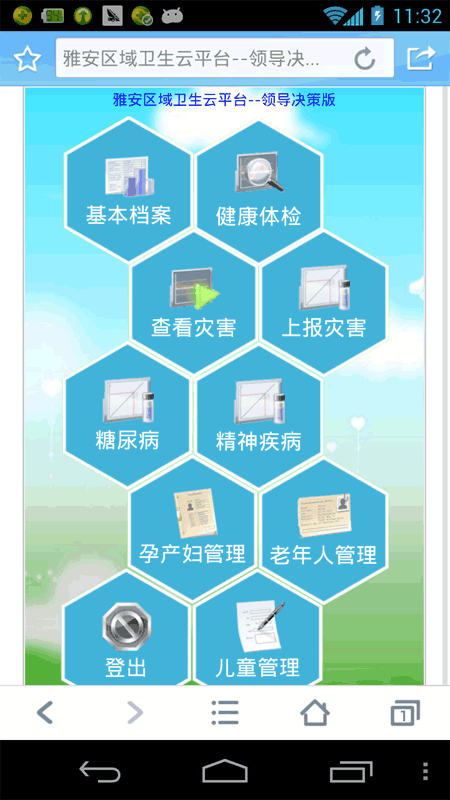 94
11:32
雅安区域卫生云平台--领导决...
雅安区域卫生云平台--领导决策版
基本档案
健康体检
查看灾害
上报灾害
糖尿病
精神疾病
孕产妇管理
老年人管理
登出
儿童管理
1